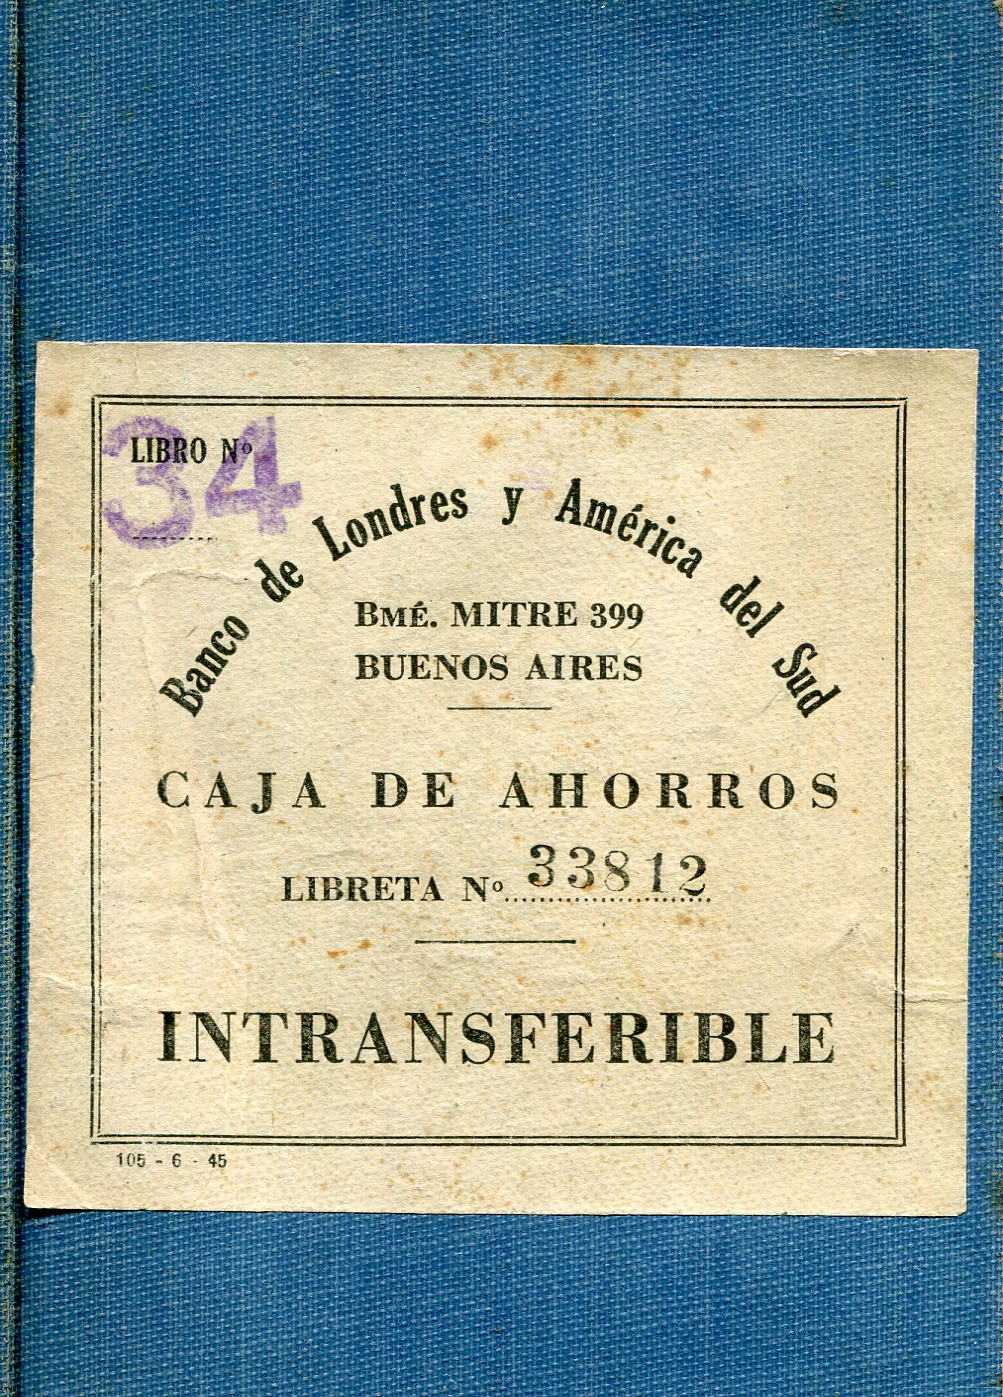 LIBRO Nº
34
Banco de Londres y América del Sud
BMÉ. MITRE 399
BUENOS AIRES
CAJA DE AHORROS
LIBRETA Nº 33812
INTRANSFERIBLE
105 - 6 - 45